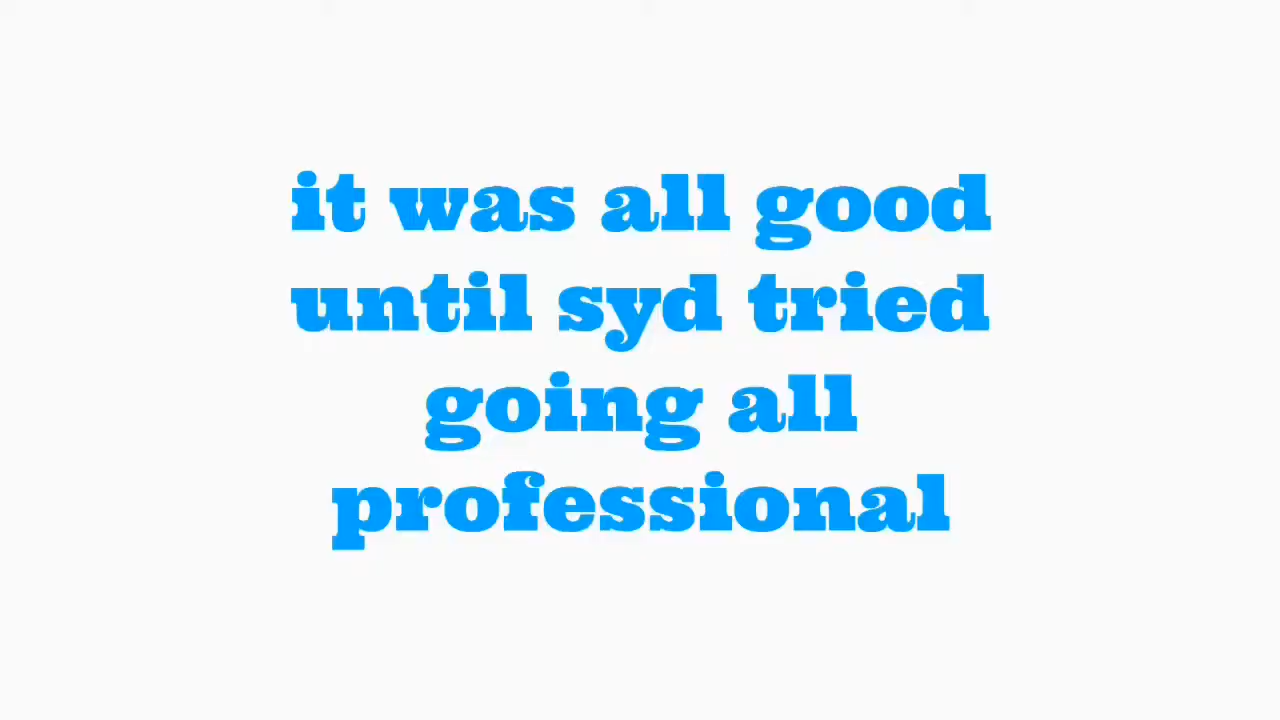 it was all good
until syd tried
going all
professional